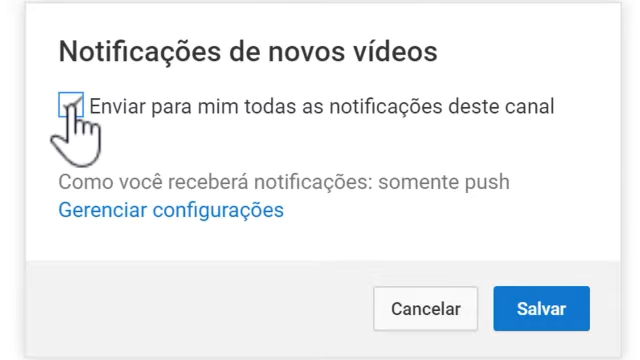 Notificações de novos vídeos
Enviar para mim todas as notificações deste canal
Como você receberá notificações: somente push
Gerenciar configurações
Cancelar
Salvar